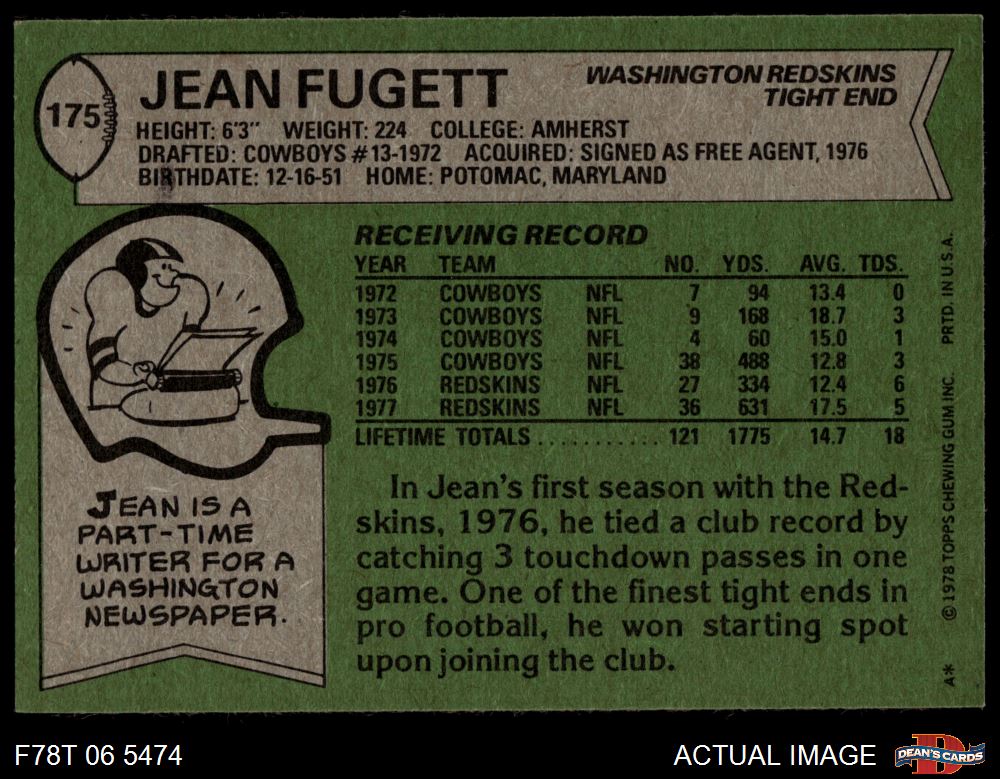 175
JEAN FUGETT
WASHINGTON REDSKINS
TIGHT END
HEIGHT: 6'3" WEIGHT: 224 COLLEGE: AMHERST
DRAFTED: COWBOYS #13-1972 ACQUIRED: SIGNED AS FREE AGENT, 1976
BIRTHDATE: 12-16-51 HOME: POTOMAC, MARYLAND
RECEIVING RECORD
YEAR TEAM NO. YDS. AVG. TDS.
1972 COWBOYS NFL 7 94 13.4 0
1973 COWBOYS NFL 9 168 18.7 3
1974 COWBOYS NFL 4 60 15.0 1
1975 COWBOYS NFL 38 488 12.8 3
1976 REDSKINS NFL 27 334 12.4 6
1977 REDSKINS NFL 36 631 17.5 5
LIFETIME TOTALS ........... 121 1775 14.7 18
JEAN IS A
PART-TIME
WRITER FOR A
WASHINGTON
NEWSPAPER.
In Jean's first season with the Red-
skins, 1976, he tied a club record by
catching 3 touchdown passes in one
game. One of the finest tight ends in
pro football, he won starting spot
upon joining the club.
A* © 1978 TOPPS CHEWING GUM INC. PRTD. IN U.S.A.
F78T 06 5474
ACTUAL IMAGE
D
DEAN'S CARDS